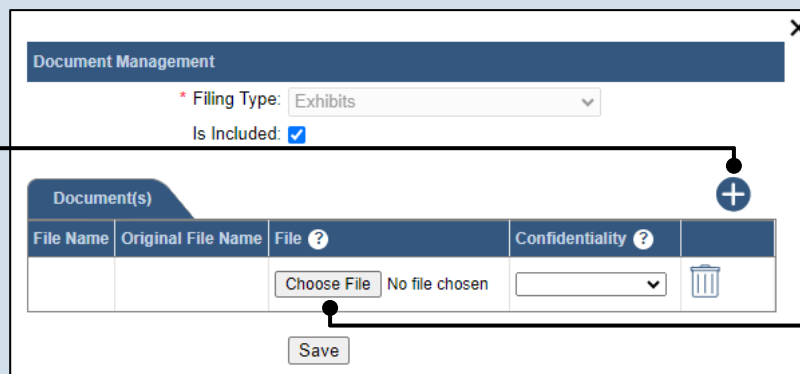 Document Management
* Filing Type: Exhibits
Is Included:
Document(s)
File Name Original File Name File ? Confidentiality ?
Choose File No file chosen
Save